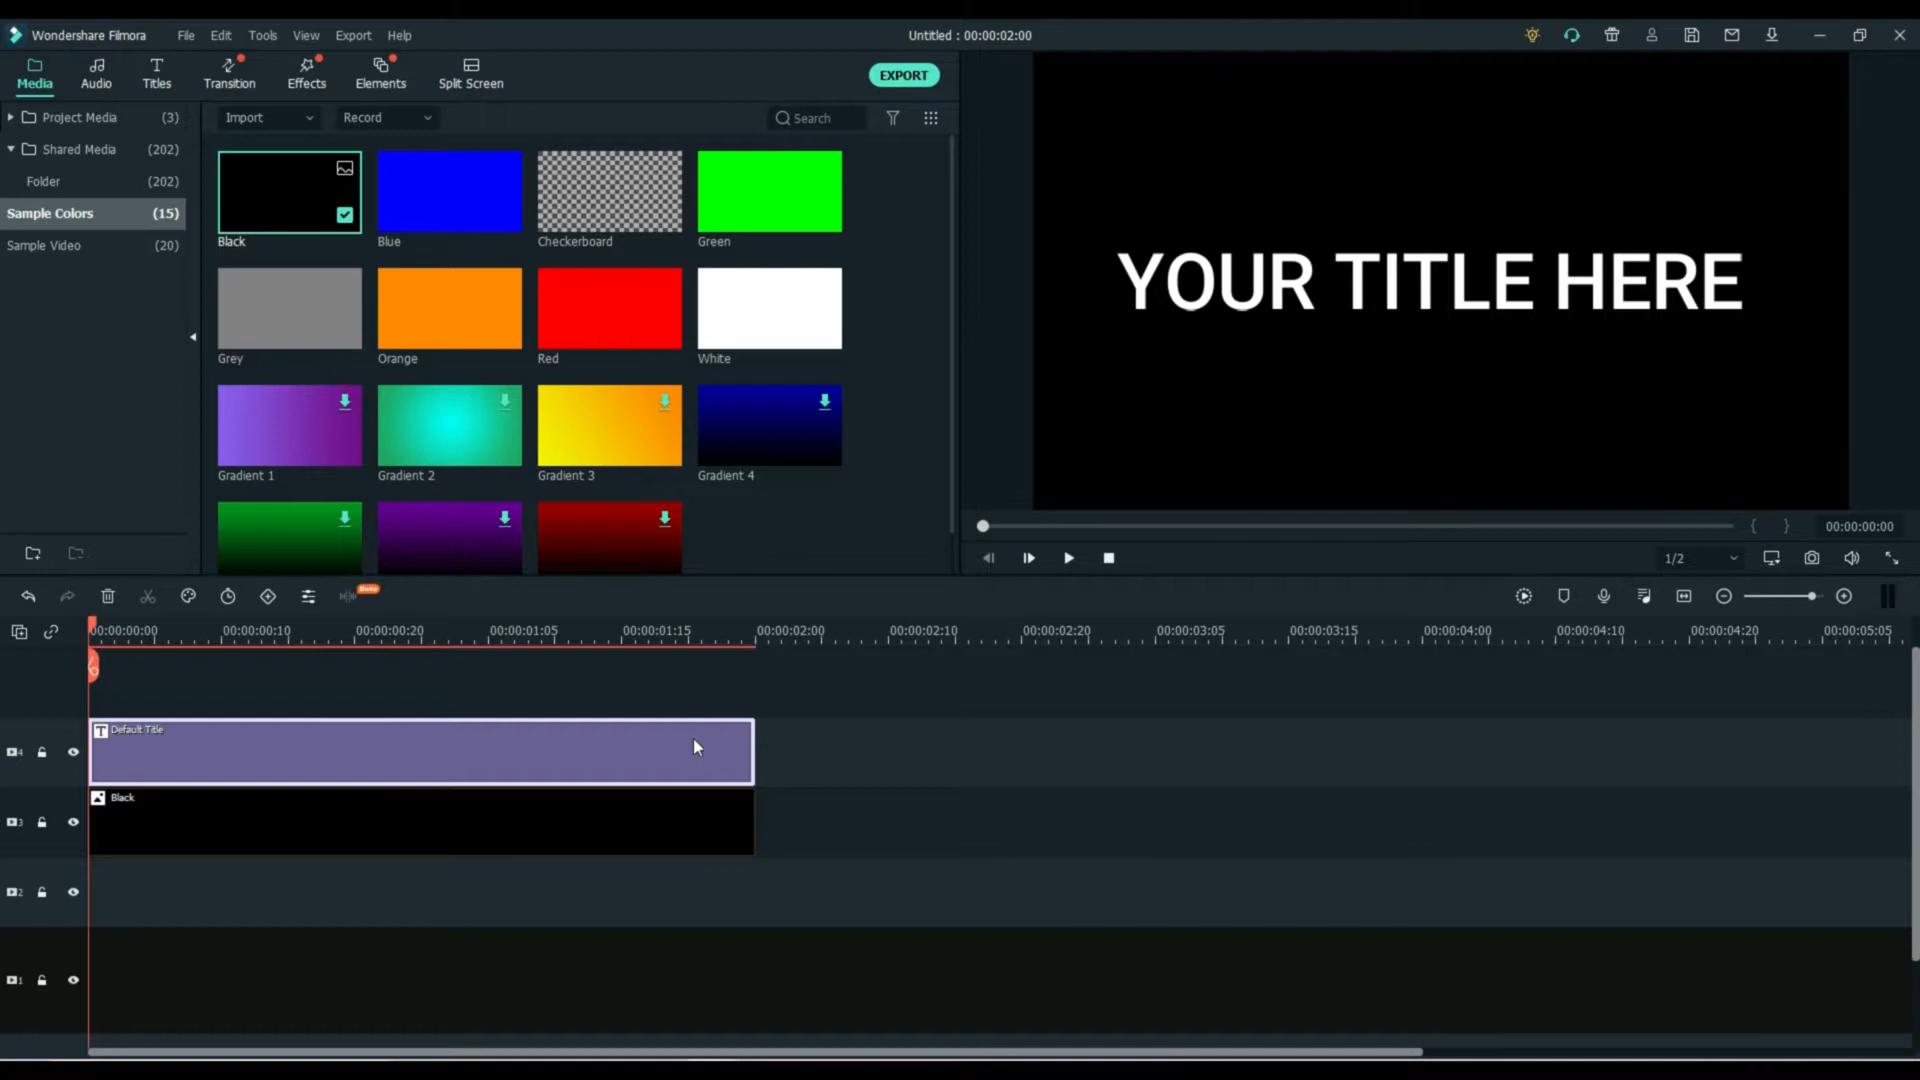 Wondershare Filmora File Edit Tools View Export Help Untitled : 00:00:02:00
Media Audio Titles Transition Effects Elements Split Screen EXPORT
Project Media (3)
Shared Media (202)
Folder (202)
Sample Colors (15)
Sample Video (20)
Import Record Search
Black Blue Checkerboard Green
Grey Orange Red White
Gradient 1 Gradient 2 Gradient 3 Gradient 4
YOUR TITLE HERE
{ } 00:00:00:00
1/2
Beta
00:00:00:00 00:00:00:10 00:00:00:20 00:00:01:05 00:00:01:15 00:00:02:00 00:00:02:10 00:00:02:20 00:00:03:05 00:00:03:15 00:00:04:00 00:00:04:10 00:00:04:20 00:00:05:05
T Default Title
4
Black
3
2
1